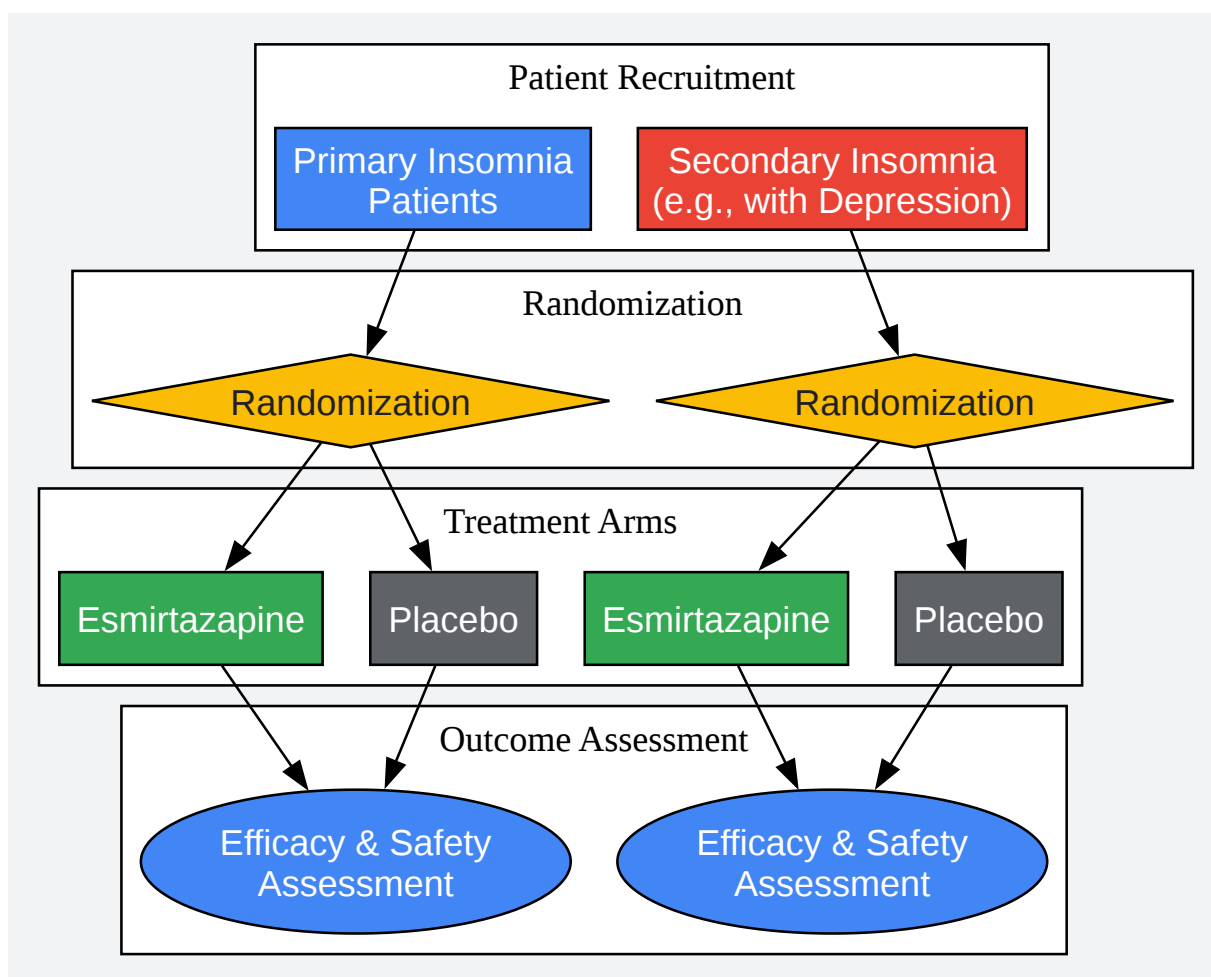 Patient Recruitment
Primary Insomnia
Patients
Secondary Insomnia
(e.g., with Depression)
Randomization
Randomization
Randomization
Treatment Arms
Esmirtazapine
Placebo
Esmirtazapine
Placebo
Outcome Assessment
Efficacy & Safety
Assessment
Efficacy & Safety
Assessment